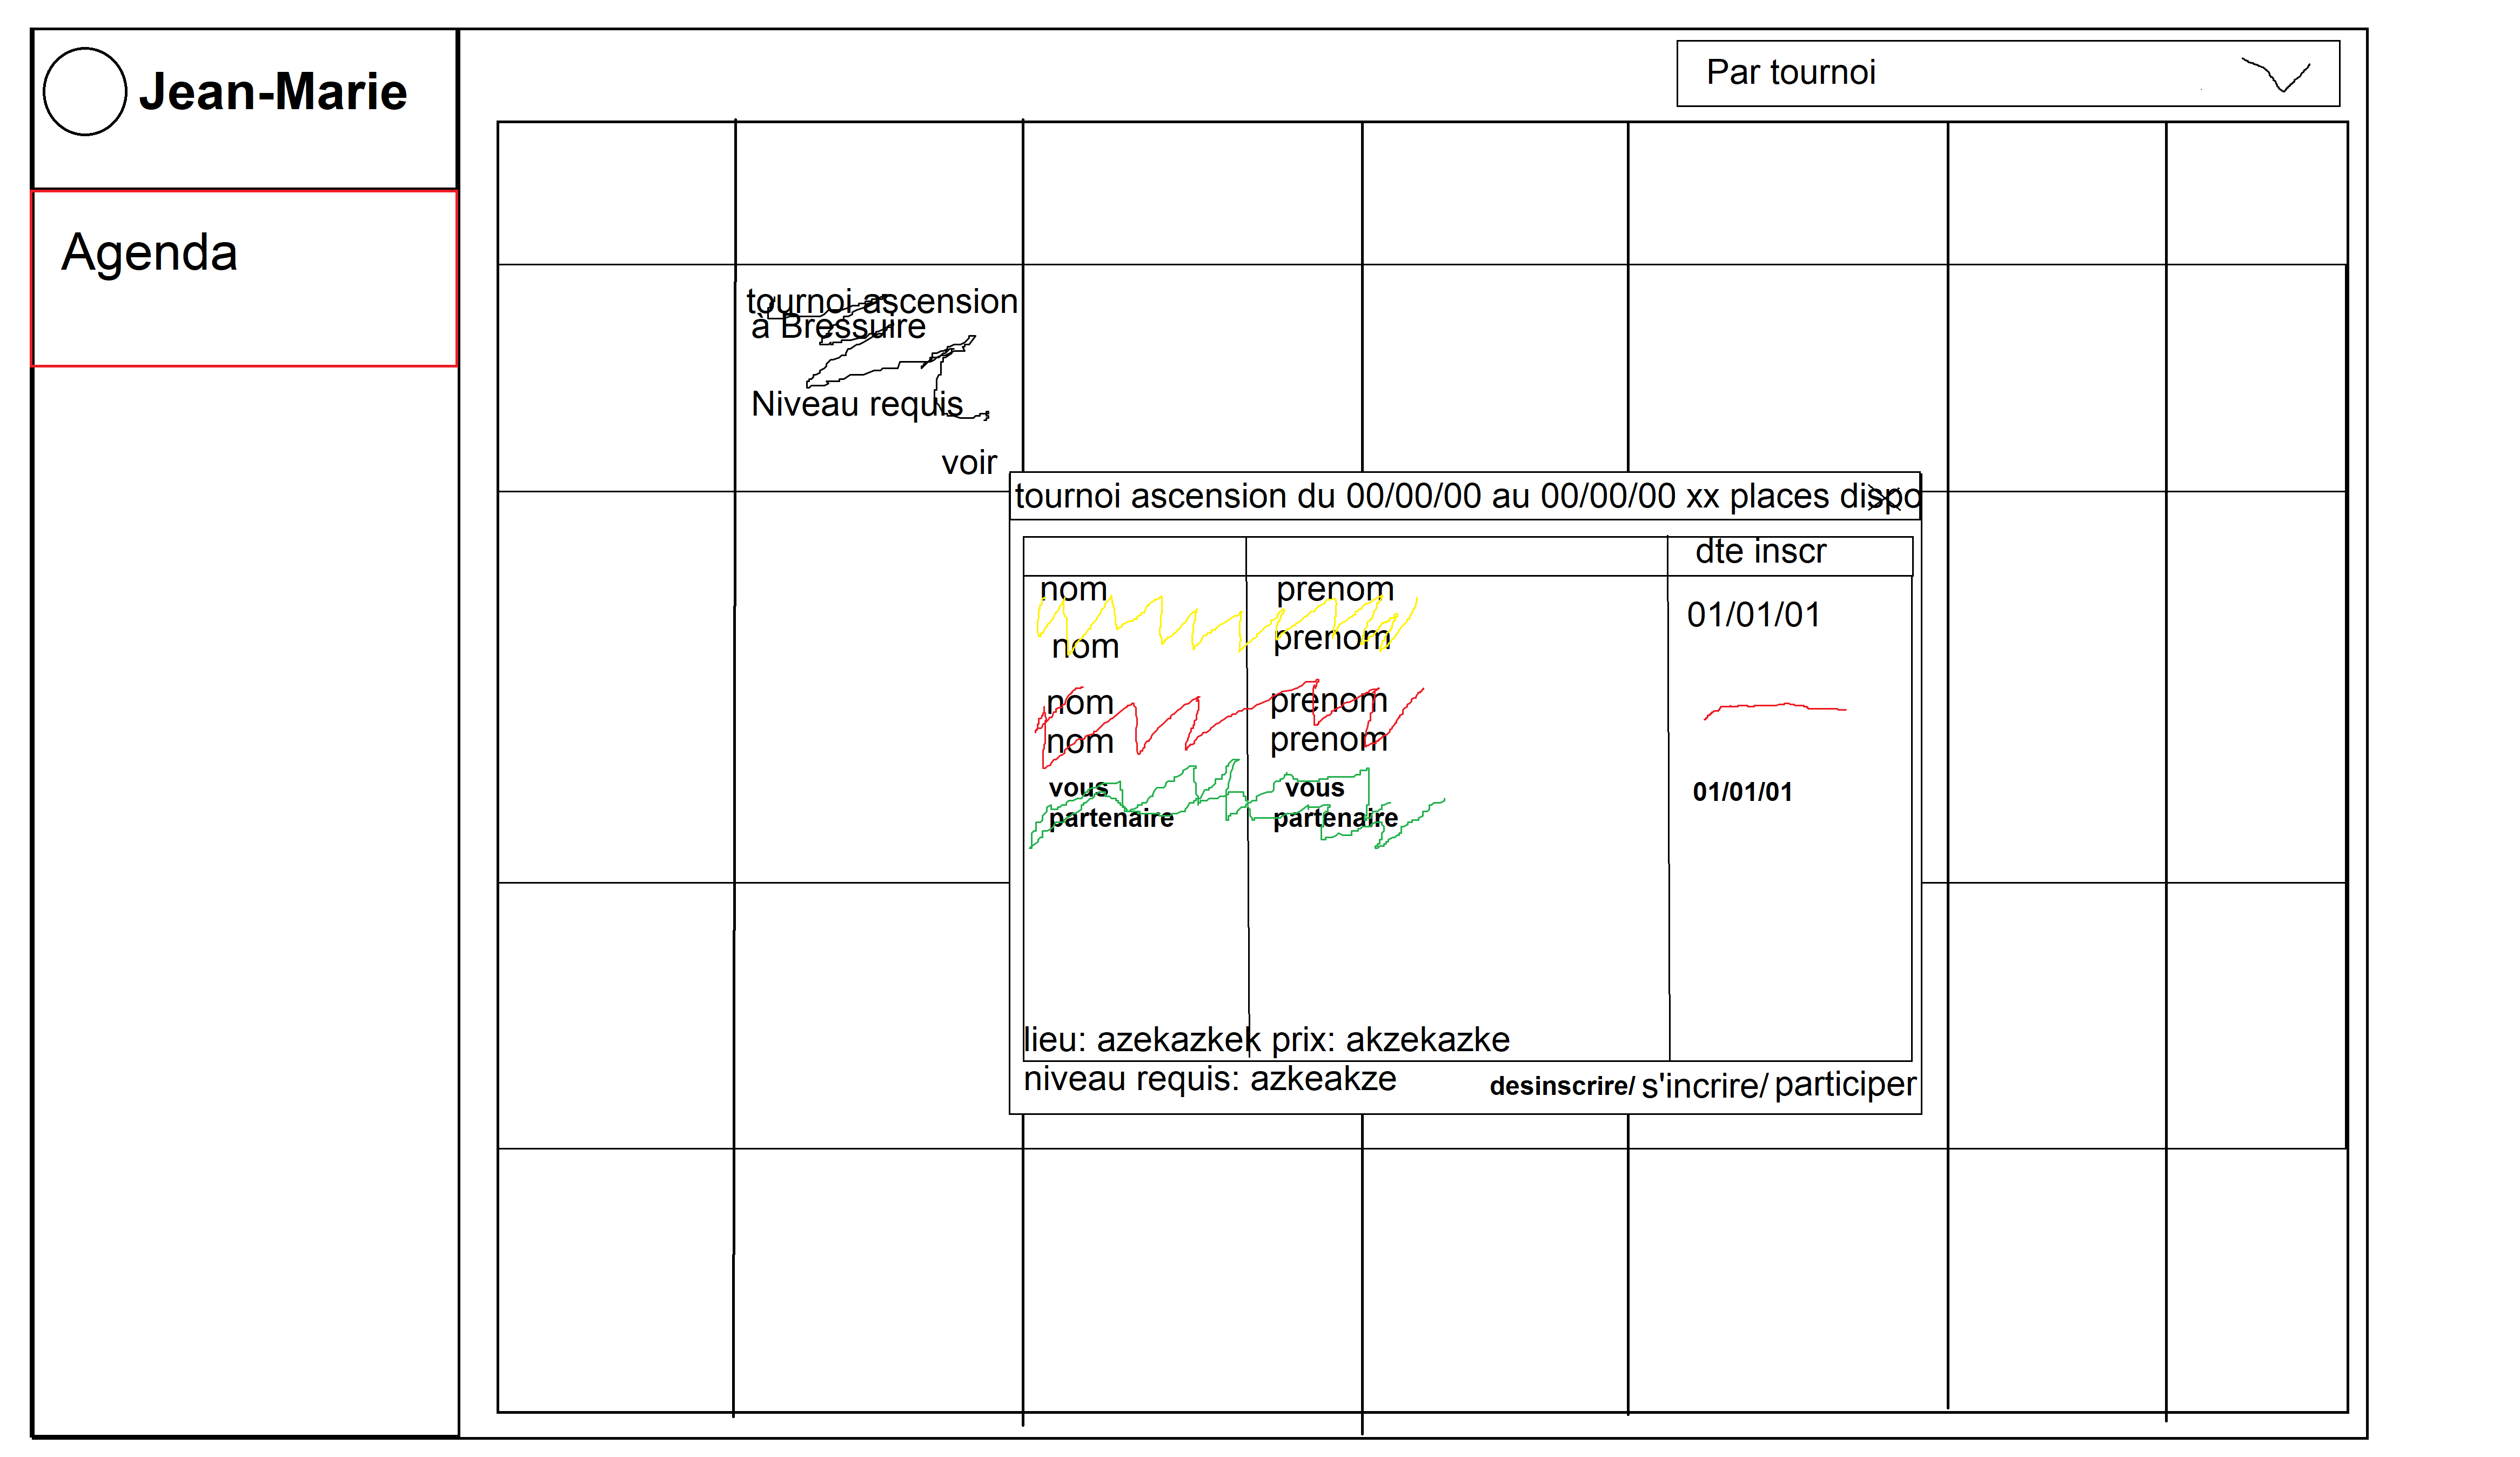 Jean-Marie
Par tournoi
Agenda
tournoi ascension
à Bressuire
Niveau requis
voir
tournoi ascension du 00/00/00 au 00/00/00 xx places dispo
dte inscr
nom prenom
01/01/01
nom prenom
nom prenom
nom prenom
vous vous 01/01/01
partenaire partenaire
lieu: azekazkek prix: akzekazke
niveau requis: azkeakze
desinscrire/ s'incrire/ participer